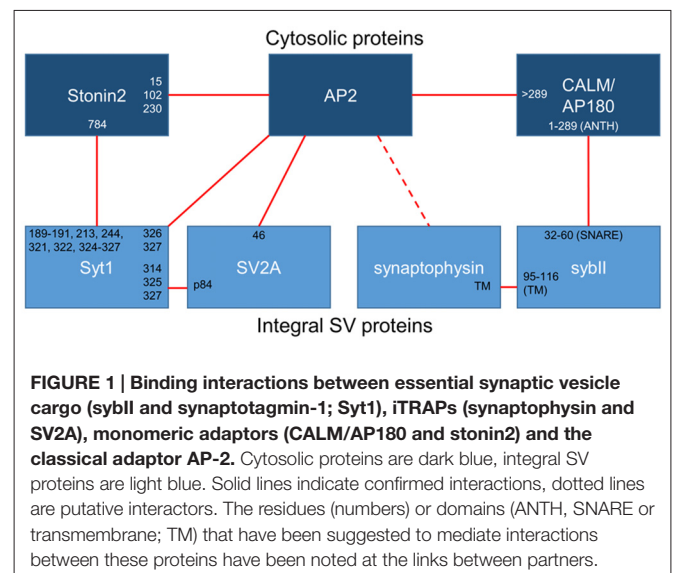 Cytosolic proteins
Stonin2
15
102
230
784
AP2
>289
CALM/
AP180
1-289 (ANTH)
189-191, 213, 244,
321, 322, 324-327
326
327
Syt1
314
325
327
46
SV2A
p84
synaptophysin
TM
32-60 (SNARE)
sybII
95-116
(TM)
Integral SV proteins
FIGURE 1 | Binding interactions between essential synaptic vesicle
cargo (sybII and synaptotagmin-1; Syt1), iTRAPs (synaptophysin and
SV2A), monomeric adaptors (CALM/AP180 and stonin2) and the
classical adaptor AP-2. Cytosolic proteins are dark blue, integral SV
proteins are light blue. Solid lines indicate confirmed interactions, dotted lines
are putative interactors. The residues (numbers) or domains (ANTH, SNARE or
transmembrane; TM) that have been suggested to mediate interactions
between these proteins have been noted at the links between partners.